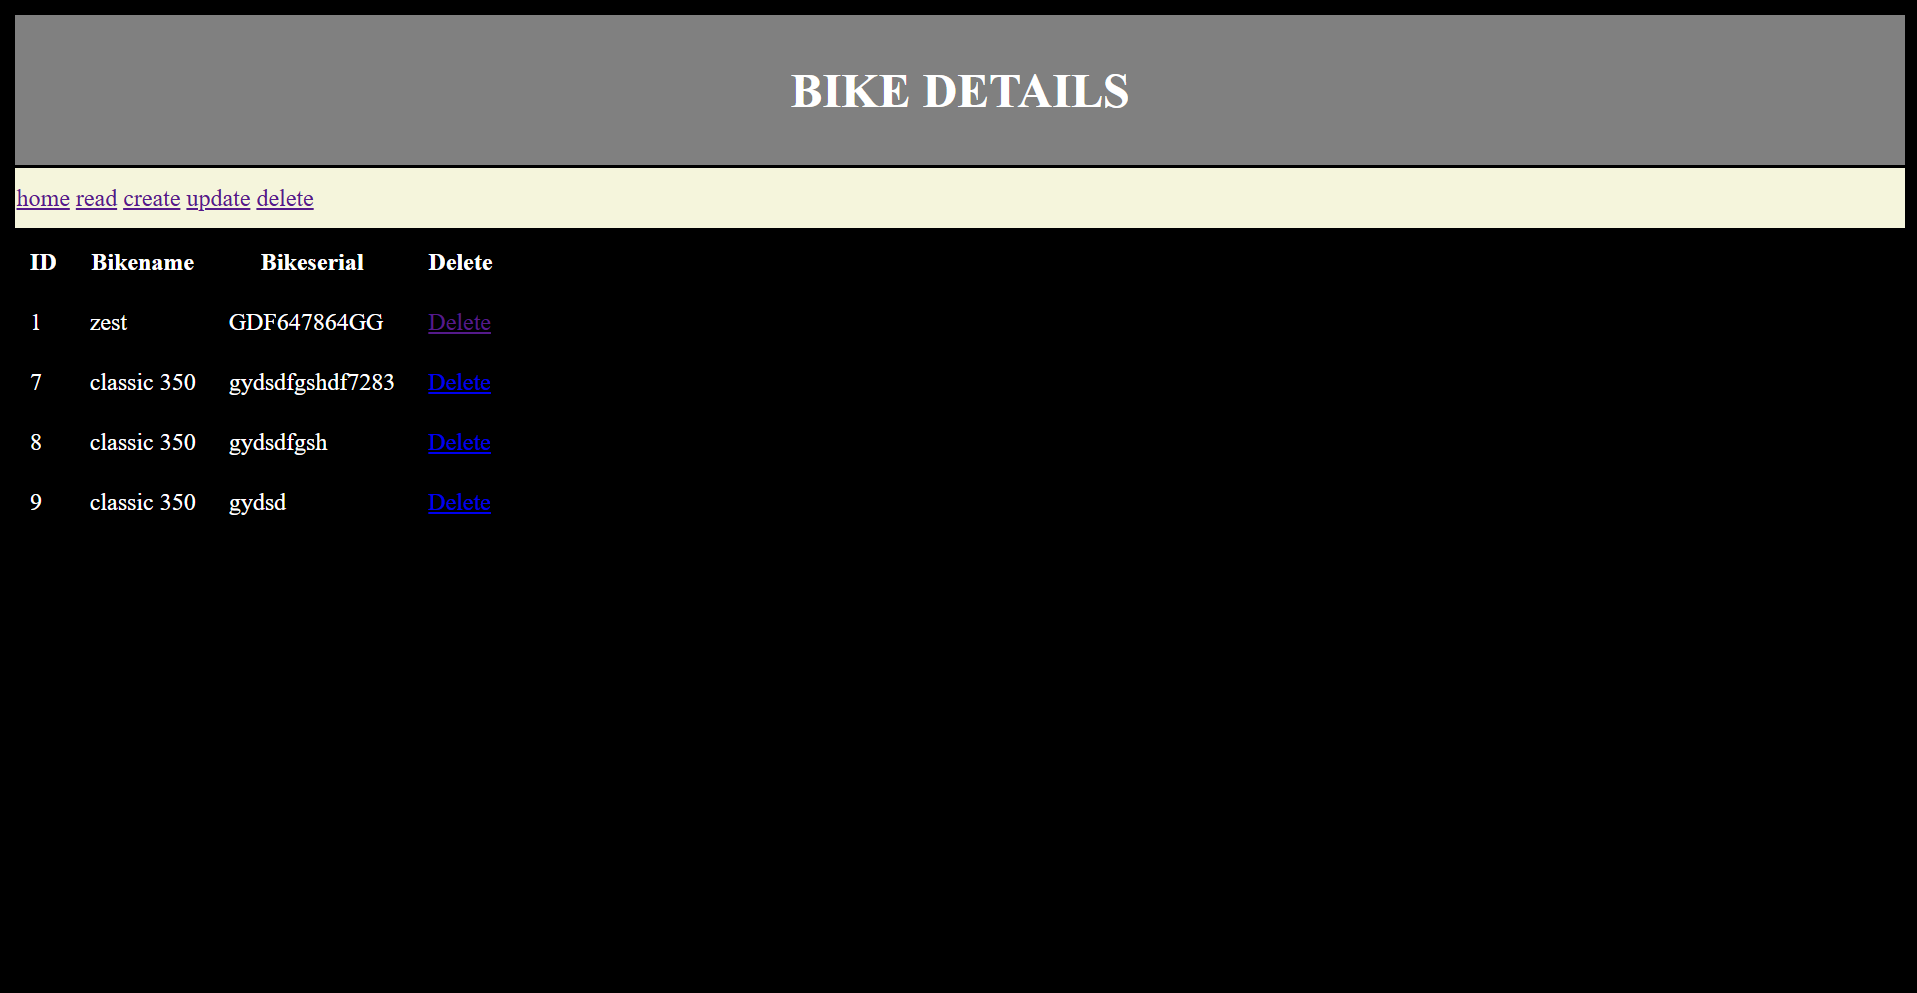 BIKE DETAILS
home read create update delete
ID Bikename Bikeserial Delete
1 zest GDF647864GG Delete
7 classic 350 gydsdfgshdf7283 Delete
8 classic 350 gydsdfgsh Delete
9 classic 350 gydsd Delete